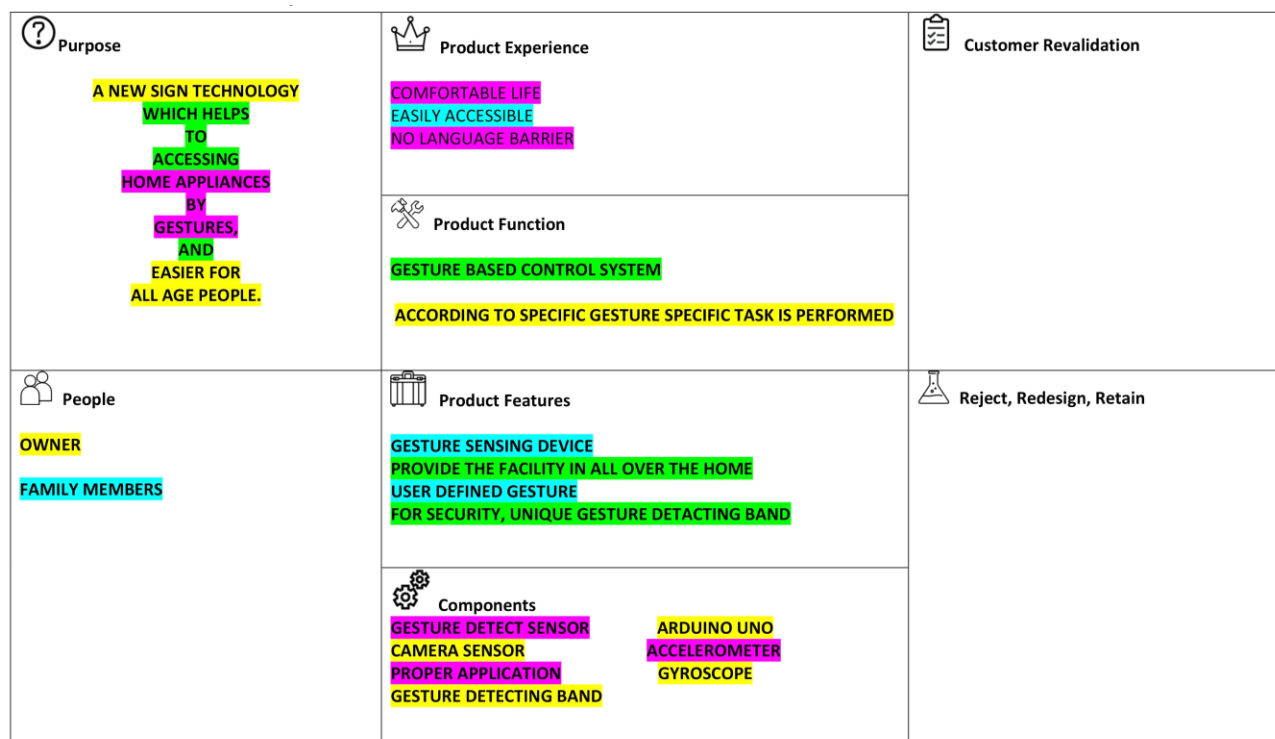 Purpose
A NEW SIGN TECHNOLOGY
WHICH HELPS
TO
ACCESSING
HOME APPLIANCES
BY
GESTURES,
AND
EASIER FOR
ALL AGE PEOPLE.
Product Experience
COMFORTABLE LIFE
EASILY ACCESSIBLE
NO LANGUAGE BARRIER
Product Function
GESTURE BASED CONTROL SYSTEM
ACCORDING TO SPECIFIC GESTURE SPECIFIC TASK IS PERFORMED
Customer Revalidation
People
OWNER
FAMILY MEMBERS
Product Features
GESTURE SENSING DEVICE
PROVIDE THE FACILITY IN ALL OVER THE HOME
USER DEFINED GESTURE
FOR SECURITY, UNIQUE GESTURE DETACTING BAND
Components
GESTURE DETECT SENSOR
CAMERA SENSOR
PROPER APPLICATION
GESTURE DETECTING BAND
ARDUINO UNO
ACCELEROMETER
GYROSCOPE
Reject, Redesign, Retain